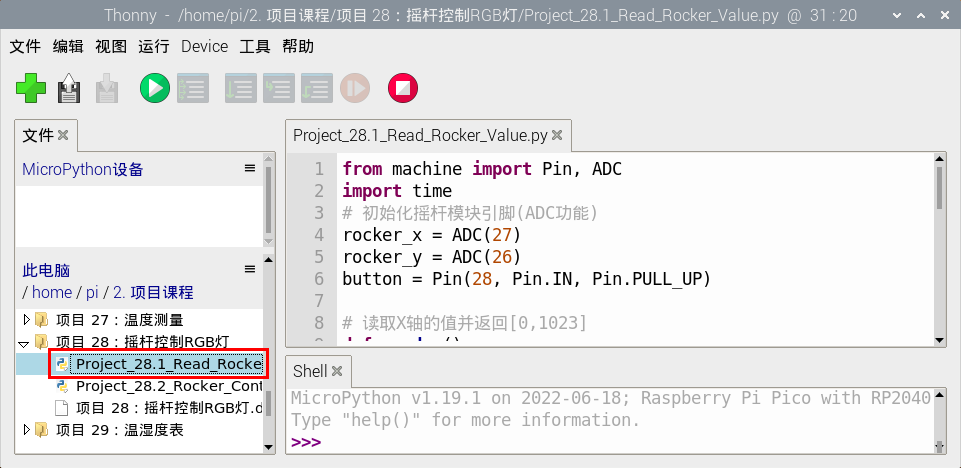 Thonny - /home/pi/2. 项目课程/项目 28：摇杆控制RGB灯/Project_28.1_Read_Rocker_Value.py @ 31 : 20
文件 编辑 视图 运行 Device 工具 帮助
文件
MicroPython设备
此电脑
/ home / pi / 2. 项目课程
项目 27：温度测量
项目 28：摇杆控制RGB灯
Project_28.1_Read_Rocke
Project_28.2_Rocker_Cont
项目 28：摇杆控制RGB灯.d
项目 29：温湿度表
Project_28.1_Read_Rocker_Value.py
1 from machine import Pin, ADC
2 import time
3 # 初始化摇杆模块引脚(ADC功能)
4 rocker_x = ADC(27)
5 rocker_y = ADC(26)
6 button = Pin(28, Pin.IN, Pin.PULL_UP)
7
8 # 读取X轴的值并返回[0,1023]
Shell
MicroPython v1.19.1 on 2022-06-18; Raspberry Pi Pico with RP2040
Type "help()" for more information.
>>>